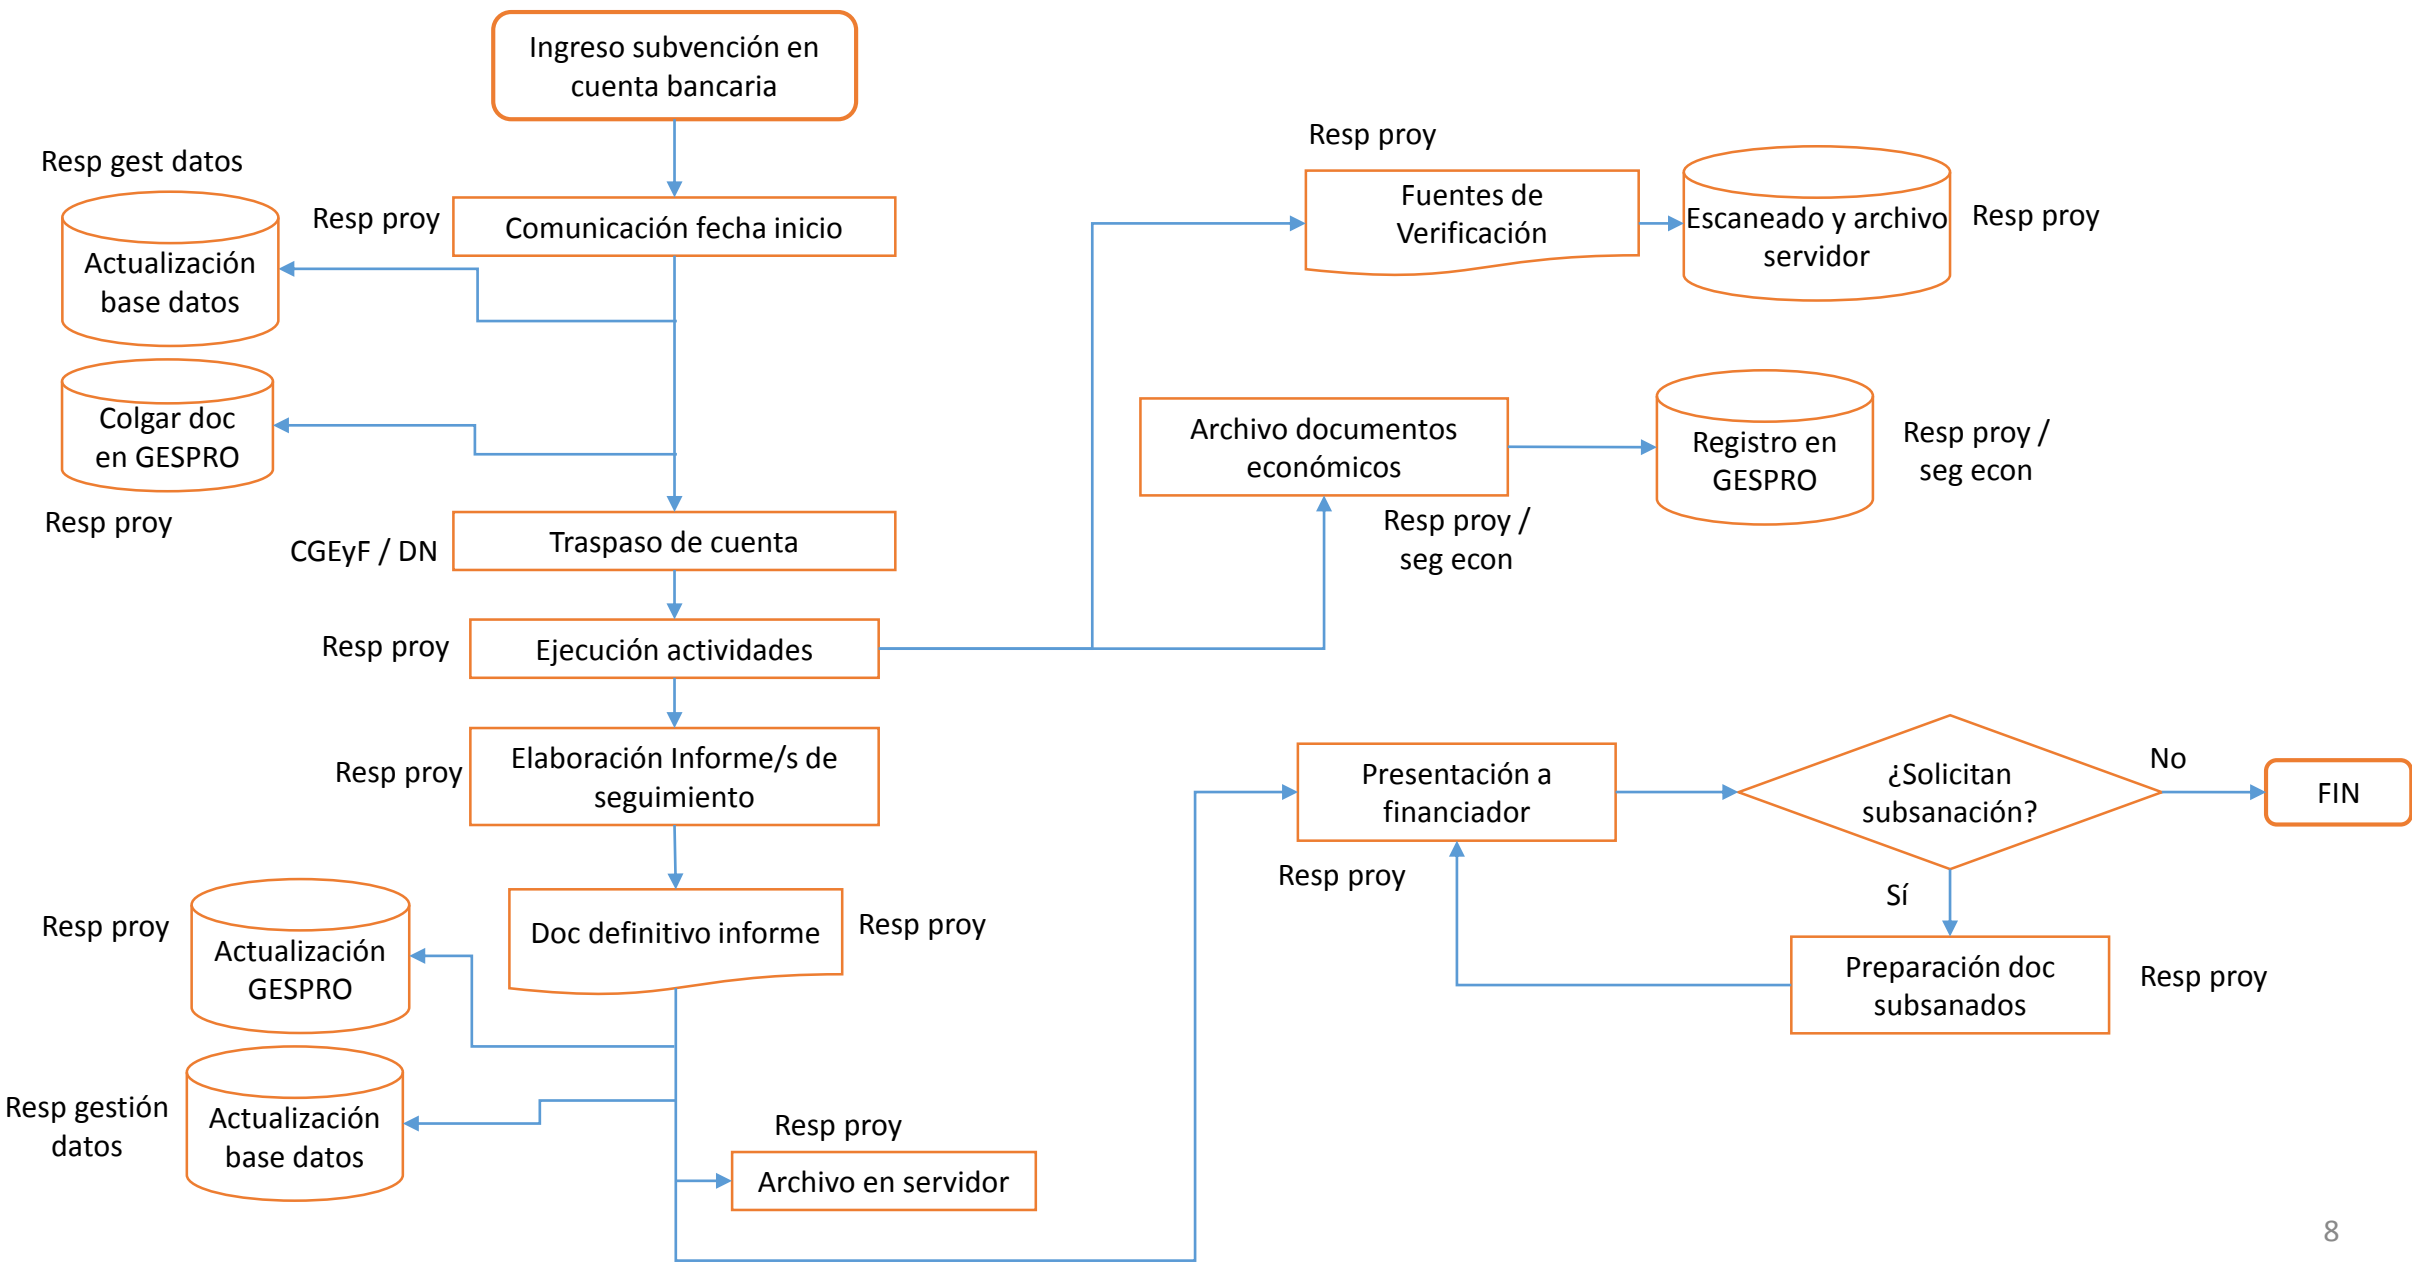 Ingreso subvención en
cuenta bancaria
Resp gest datos
Actualización
base datos
Resp proy
Comunicación fecha inicio
Colgar doc
en GESPRO
Resp proy
CGEyF / DN
Traspaso de cuenta
Resp proy
Ejecución actividades
Resp proy
Fuentes de
Verificación
Escaneado y archivo
servidor
Resp proy
Archivo documentos
económicos
Resp proy /
seg econ
Registro en
GESPRO
Resp proy /
seg econ
Resp proy
Elaboración Informe/s de
seguimiento
Doc definitivo informe
Resp proy
Resp proy
Actualización
GESPRO
Resp gestión
datos
Actualización
base datos
Resp proy
Archivo en servidor
Presentación a
financiador
Resp proy
¿Solicitan
subsanación?
No
FIN
Sí
Preparación doc
subsanados
Resp proy
8